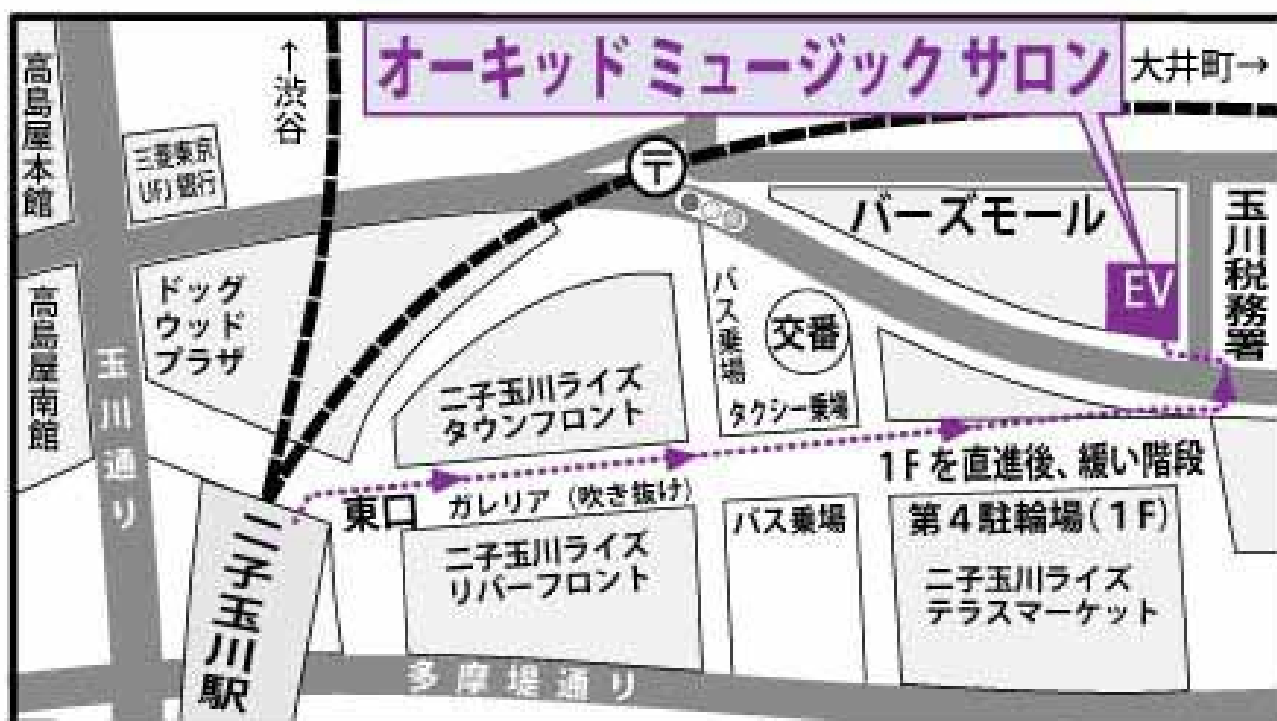 オーキッド ミュージック サロン
大井町→
↑渋谷
高島屋本館
三菱東京
UFJ 銀行
〒
バーズモール
EV
玉川税務署
ドッグ
ウッド
プラザ
高島屋南館
玉川通り
バス乗場
交番
タクシー乗場
二子玉川ライズ
タウンフロント
1Fを直進後、緩い階段
東口
ガレリア（吹き抜け）
二子玉川ライズ
リバーフロント
バス乗場
第4駐輪場（1F）
二子玉川ライズ
テラスマーケット
二子玉川駅
多摩堤通り